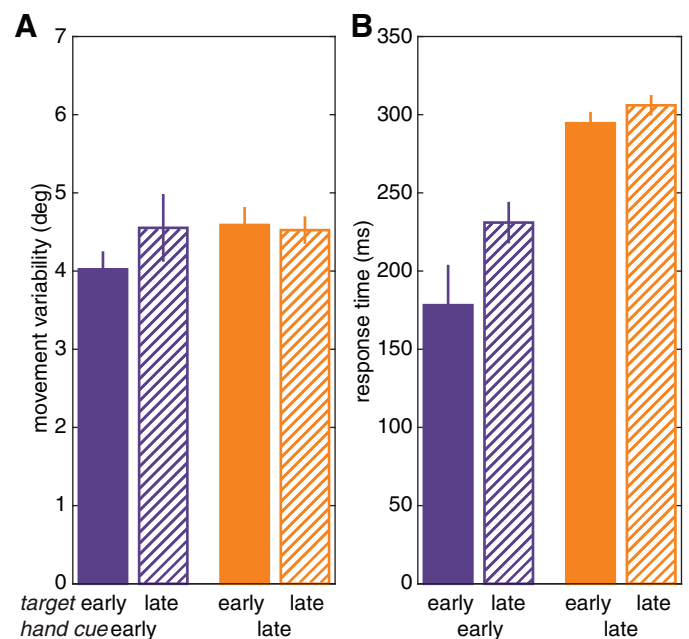 A
B
movement variability (deg)
7
6
5
4
3
2
1
0
target early late early late
hand cue early late
response time (ms)
350
300
250
200
150
100
50
0
early late early late
early late